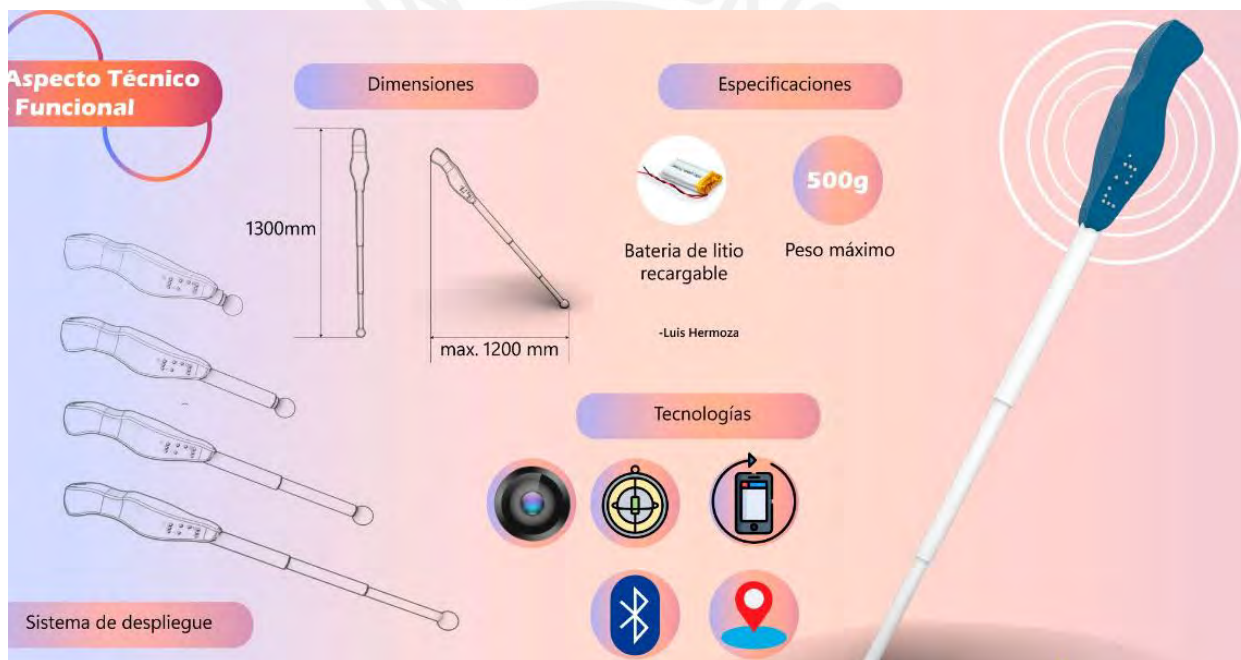 Aspecto Técnico
Funcional
Dimensiones
1300mm
max. 1200 mm
Especificaciones
500g
Bateria de litio
recargable
Peso máximo
-Luis Hermoza
Tecnologías
Sistema de despliegue